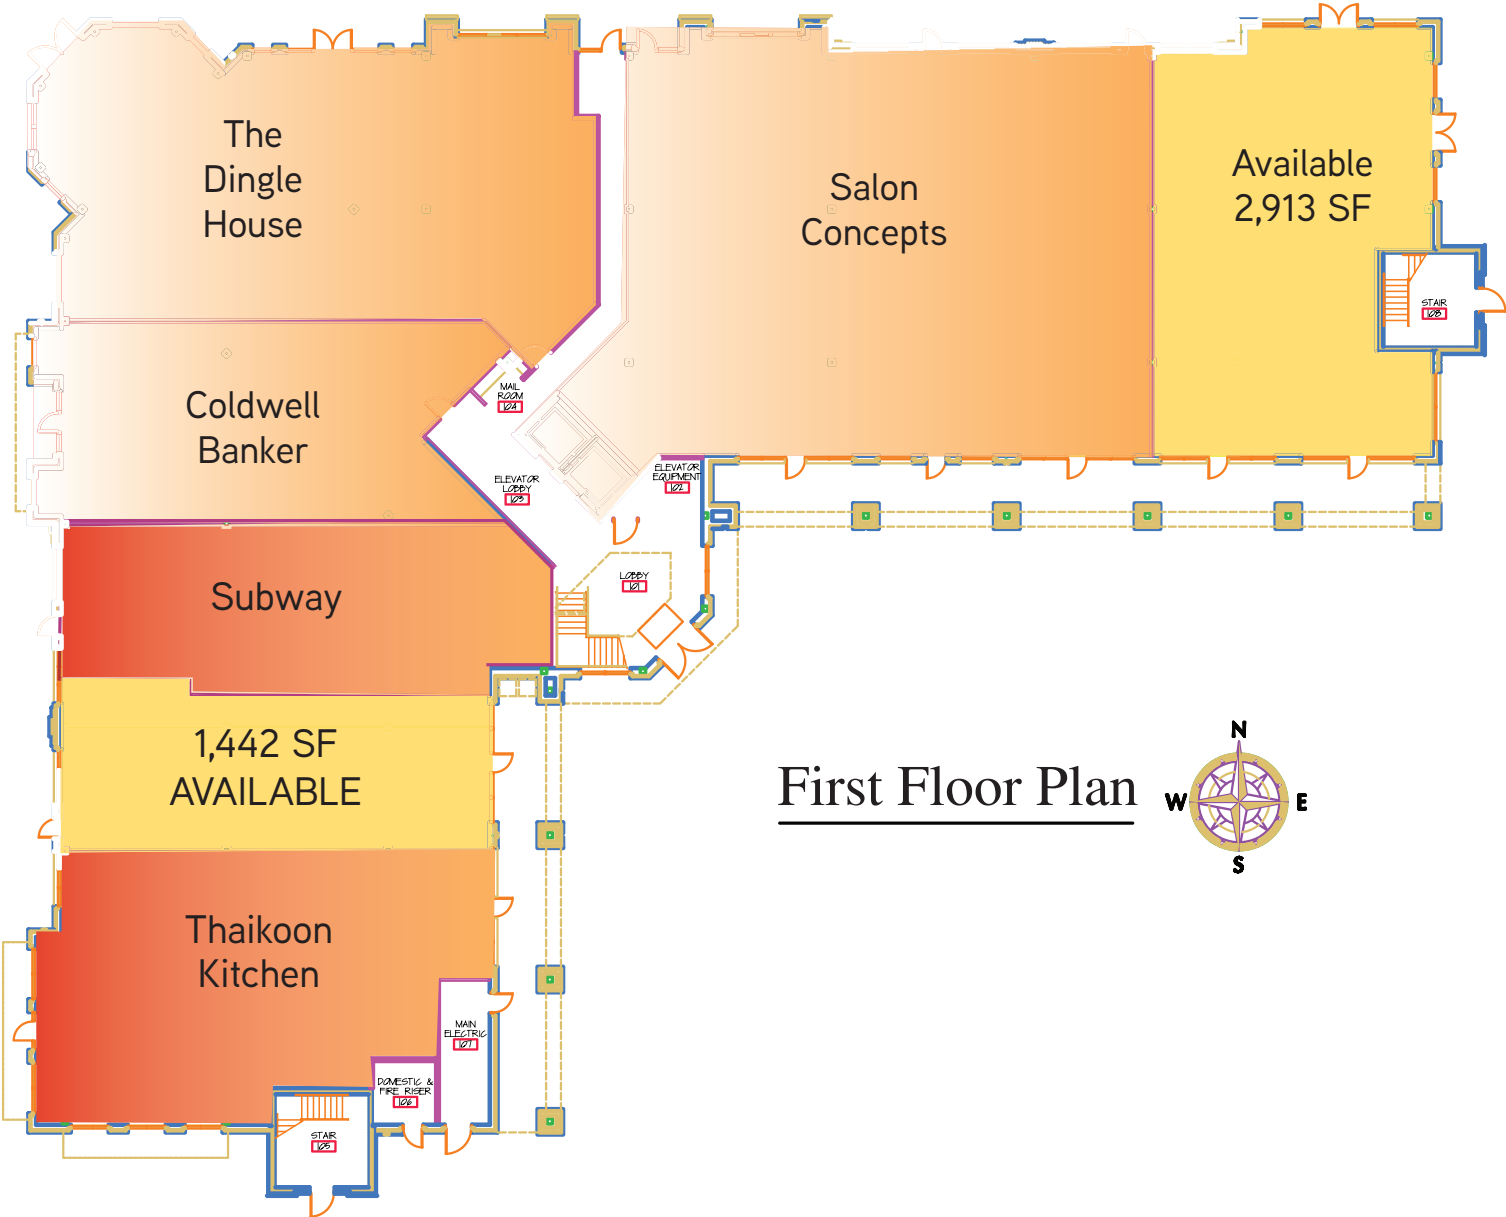 The
Dingle
House
Salon
Concepts
Available
2,913 SF
STAIR
108
MAIL
ROOM
104
Coldwell
Banker
ELEVATOR
LOBBY
103
ELEVATOR
EQUIPMENT
102
LOBBY
101
Subway
1,442 SF
AVAILABLE
First Floor Plan
N
W
E
S
Thaikoon
Kitchen
MAIN
ELECTRIC
107
DOMESTIC &
FIRE RISER
106
STAIR
105